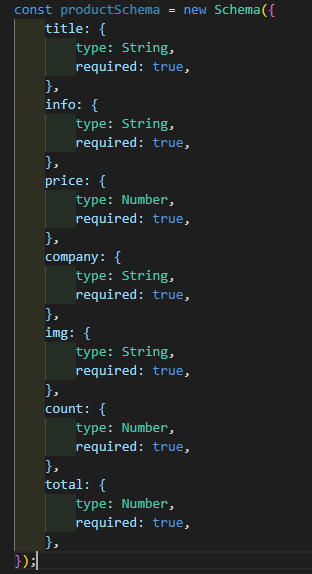 const productSchema = new Schema({
    title: {
        type: String,
        required: true,
    },
    info: {
        type: String,
        required: true,
    },
    price: {
        type: Number,
        required: true,
    },
    company: {
        type: String,
        required: true,
    },
    img: {
        type: String,
        required: true,
    },
    count: {
        type: Number,
        required: true,
    },
    total: {
        type: Number,
        required: true,
    },
});